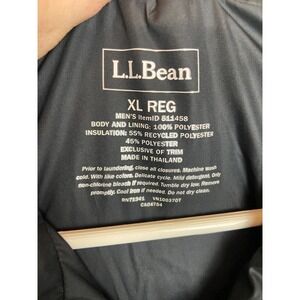 L.L.Bean
XL REG
MEN'S ItemID 511458
BODY AND LINING: 100% POLYESTER
INSULATION: 55% RECYCLED POLYESTER
45% POLYESTER
EXCLUSIVE OF TRIM
MADE IN THAILAND
Prior to laundering, close all closures. Machine wash
cold. With like colors. Delicate cycle. Mild detergent. Only
non-chlorine bleach if required. Tumble dry low. Remove
promptly. Cool iron if needed. Do not dry clean.
RN71341 VN100370T
CA04754